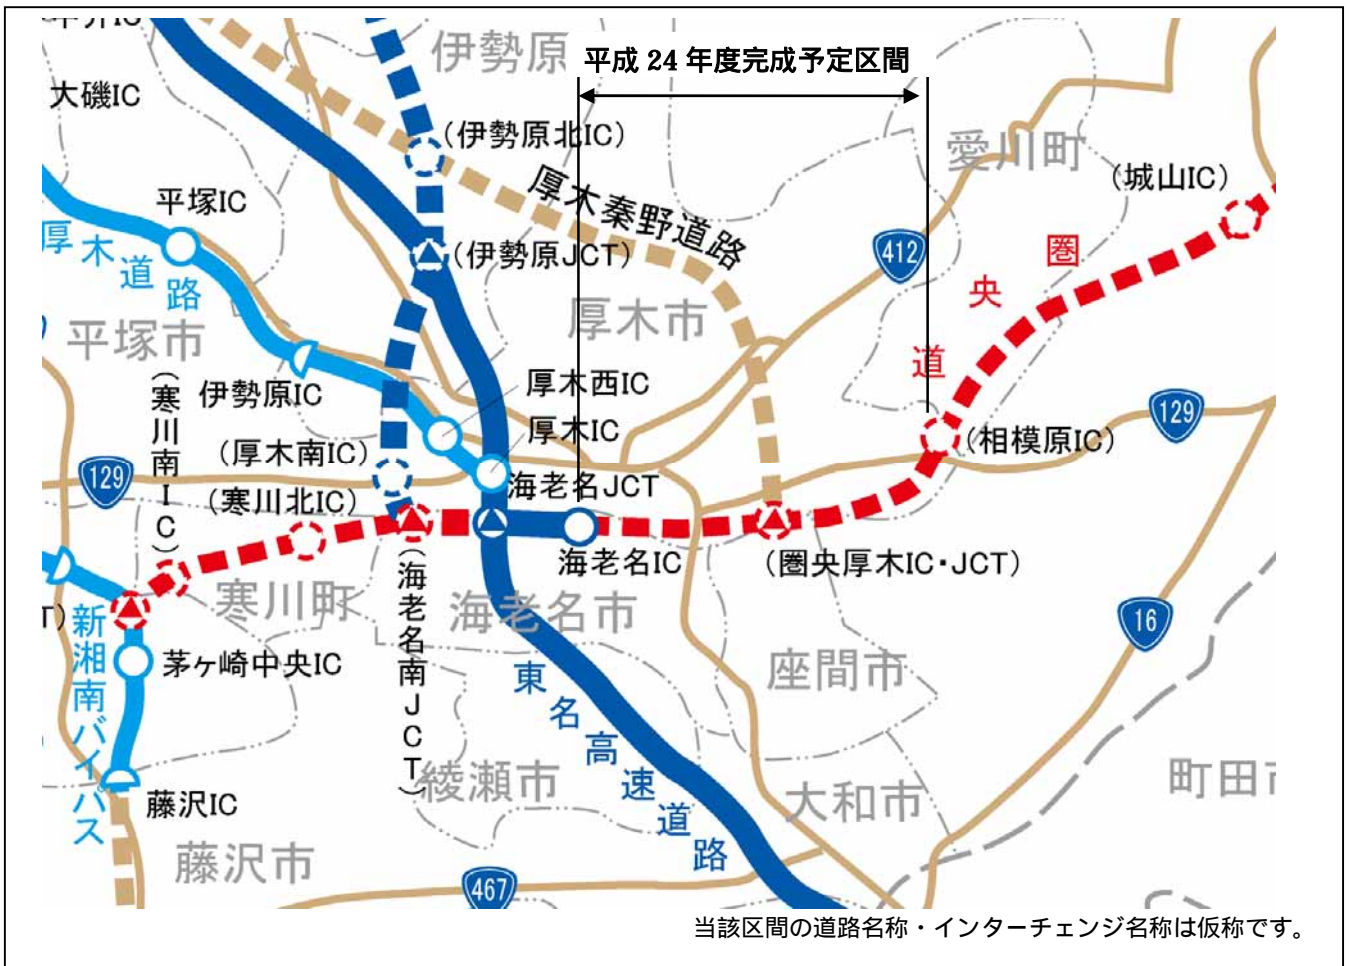 中井IC
伊勢原
平成 24 年度完成予定区間
大磯IC
(伊勢原北IC)
愛川町
(城山IC)
厚木秦野道路
平塚IC
厚木道路
(伊勢原JCT)
412
圏央道
厚木市
平塚市
伊勢原IC
厚木西IC
(寒川南IC)
厚木IC
129
(相模原IC)
(厚木南IC)
129
海老名JCT
(寒川北IC)
海老名IC
(圏央厚木IC・JCT)
(海老名南JCT)
寒川町
海老名市
T)
新湘南バイパス
16
茅ヶ崎中央IC
座間市
東名高速道路
綾瀬市
大和市
町田市
藤沢IC
藤沢市
467
当該区間の道路名称・インターチェンジ名称は仮称です。